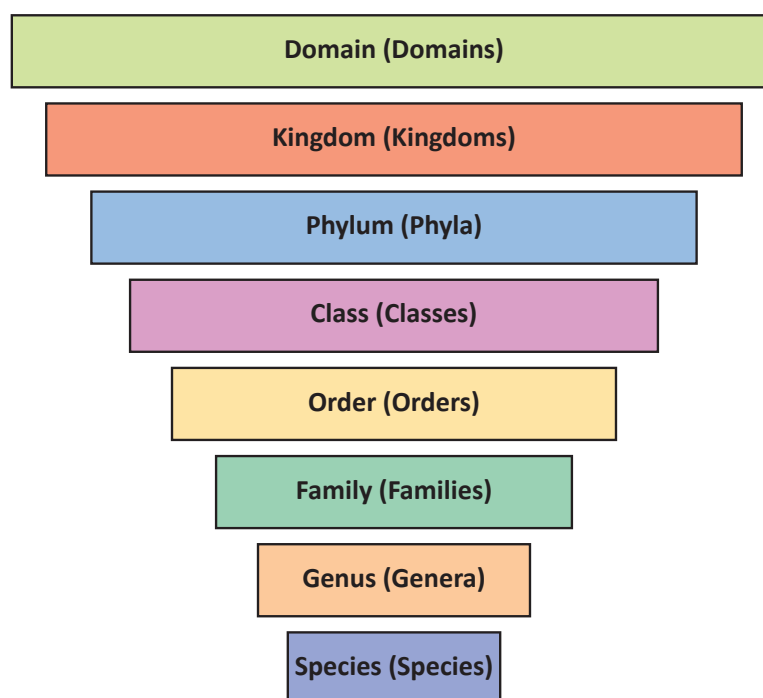 Domain (Domains)
Kingdom (Kingdoms)
Phylum (Phyla)
Class (Classes)
Order (Orders)
Family (Families)
Genus (Genera)
Species (Species)